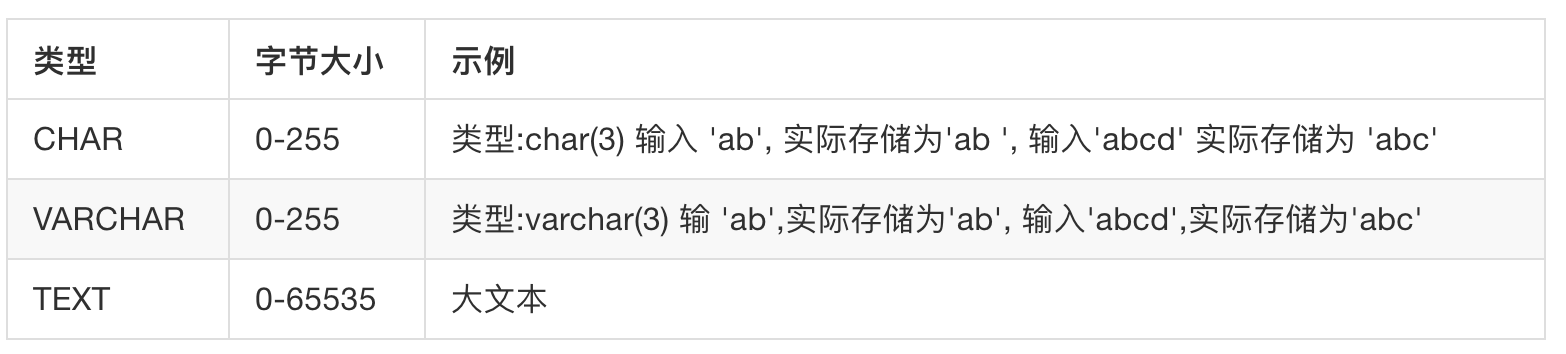 类型 字节大小 示例
CHAR 0-255 类型:char(3) 输入 'ab', 实际存储为'ab ', 输入'abcd' 实际存储为 'abc'
VARCHAR 0-255 类型:varchar(3) 输 'ab',实际存储为'ab', 输入'abcd',实际存储为'abc'
TEXT 0-65535 大文本